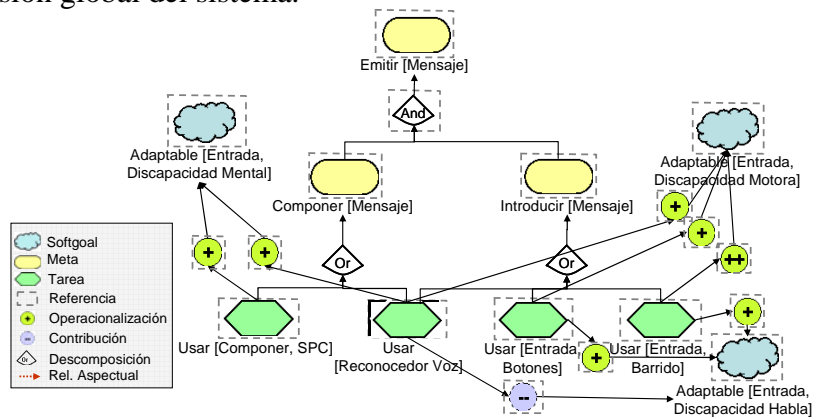 sión global del sistema.
Emitir [Mensaje]
And
Adaptable [Entrada,
Discapacidad Mental]
Adaptable [Entrada,
Discapacidad Motora]
Componer [Mensaje]
Introducir [Mensaje]
+
+
+
+
++
Or
Or
Softgoal
Meta
Tarea
Referencia
+ Operacionalización
-- Contribución
Or Descomposición
Rel. Aspectual
Usar [Componer, SPC]
Usar
[Reconocedor Voz]
Usar [Entrada,
Botones]
Usar [Entrada,
Barrido]
+
+
--
Adaptable [Entrada,
Discapacidad Habla]